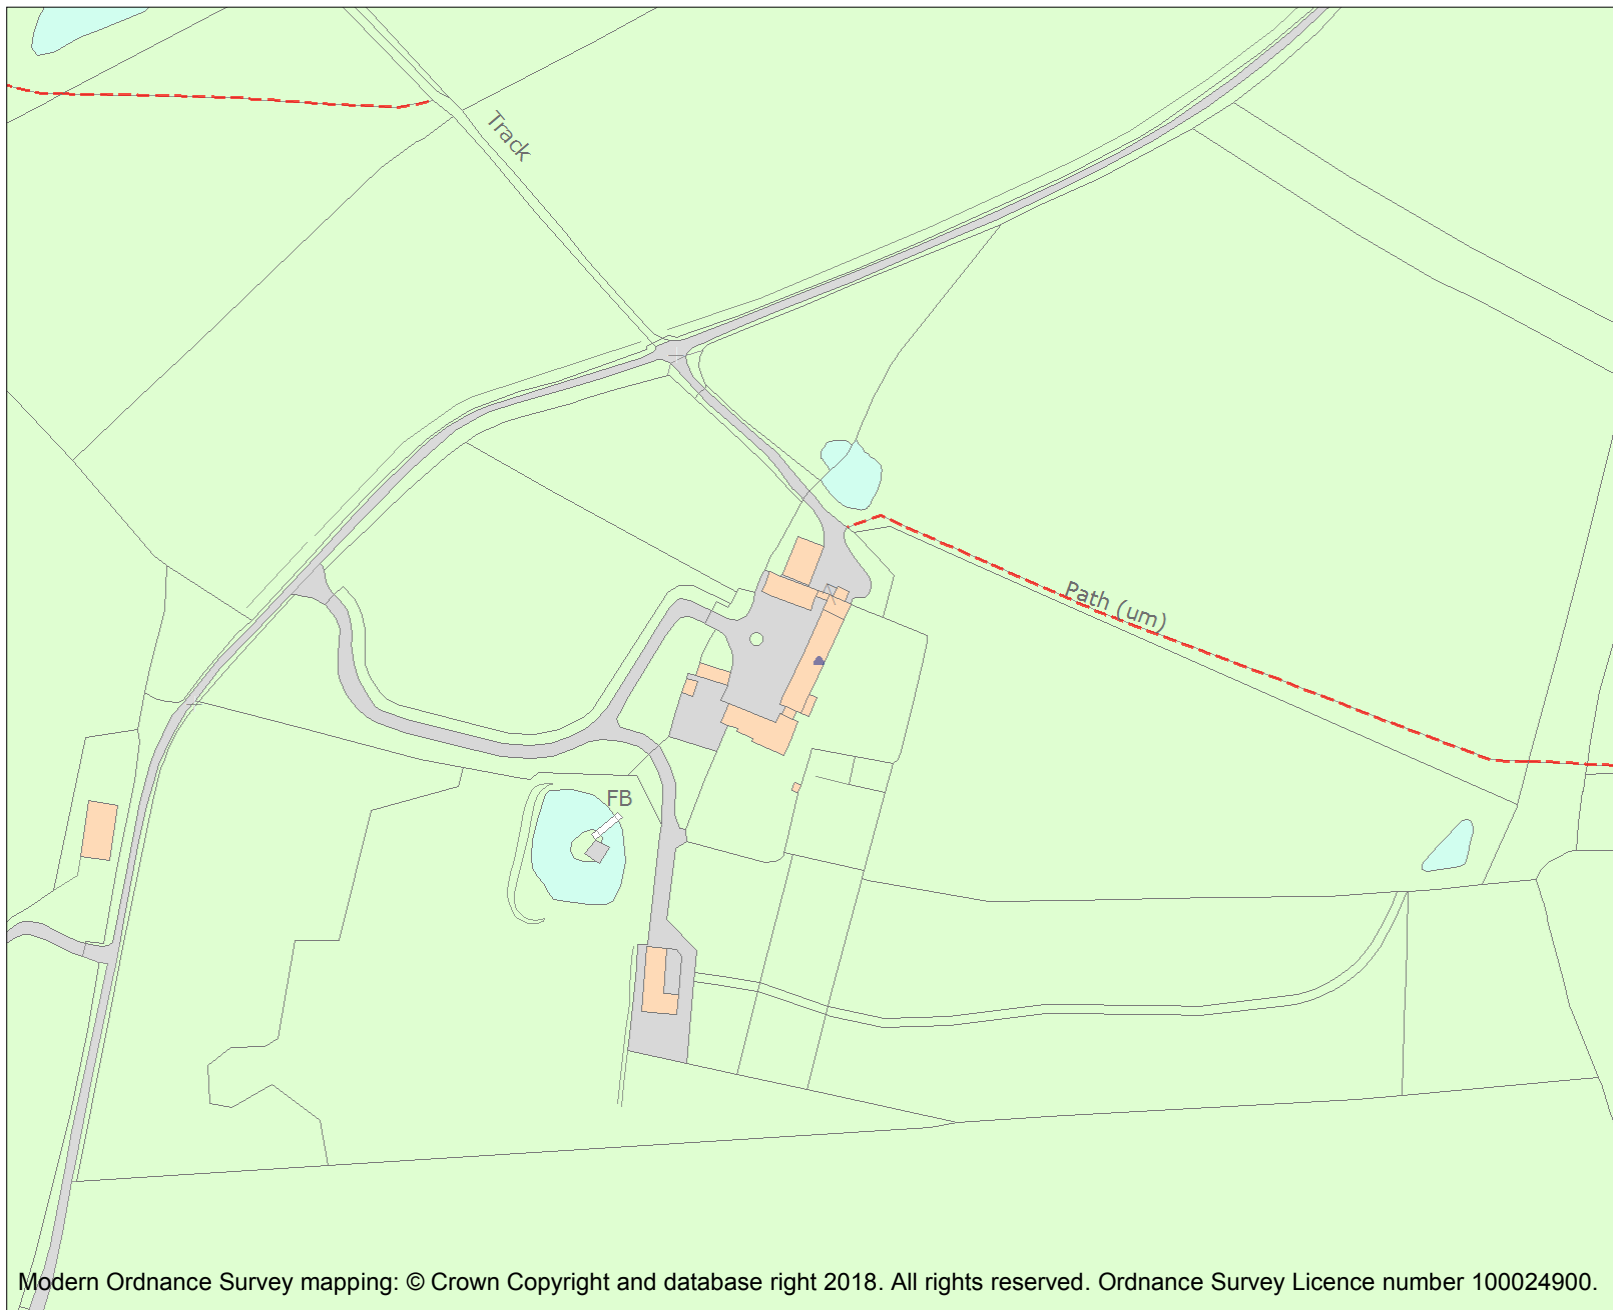 Track
Path (um)
FB
Modern Ordnance Survey mapping: © Crown Copyright and database right 2018. All rights reserved. Ordnance Survey Licence number 100024900.